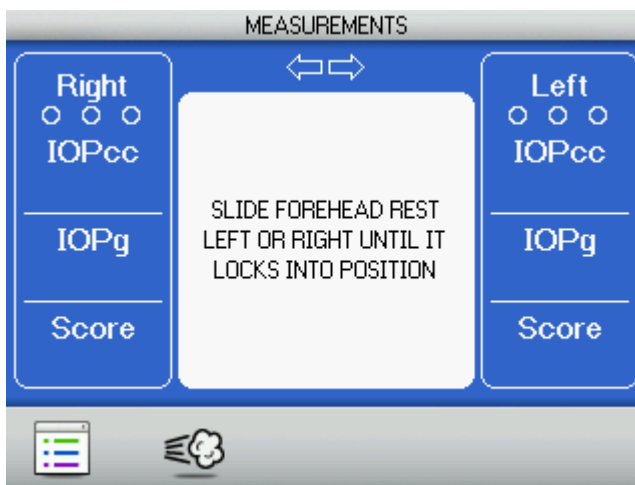 MEASUREMENTS
Right
IOPcc
IOPg
Score
SLIDE FOREHEAD REST
LEFT OR RIGHT UNTIL IT
LOCKS INTO POSITION
Left
IOPcc
IOPg
Score